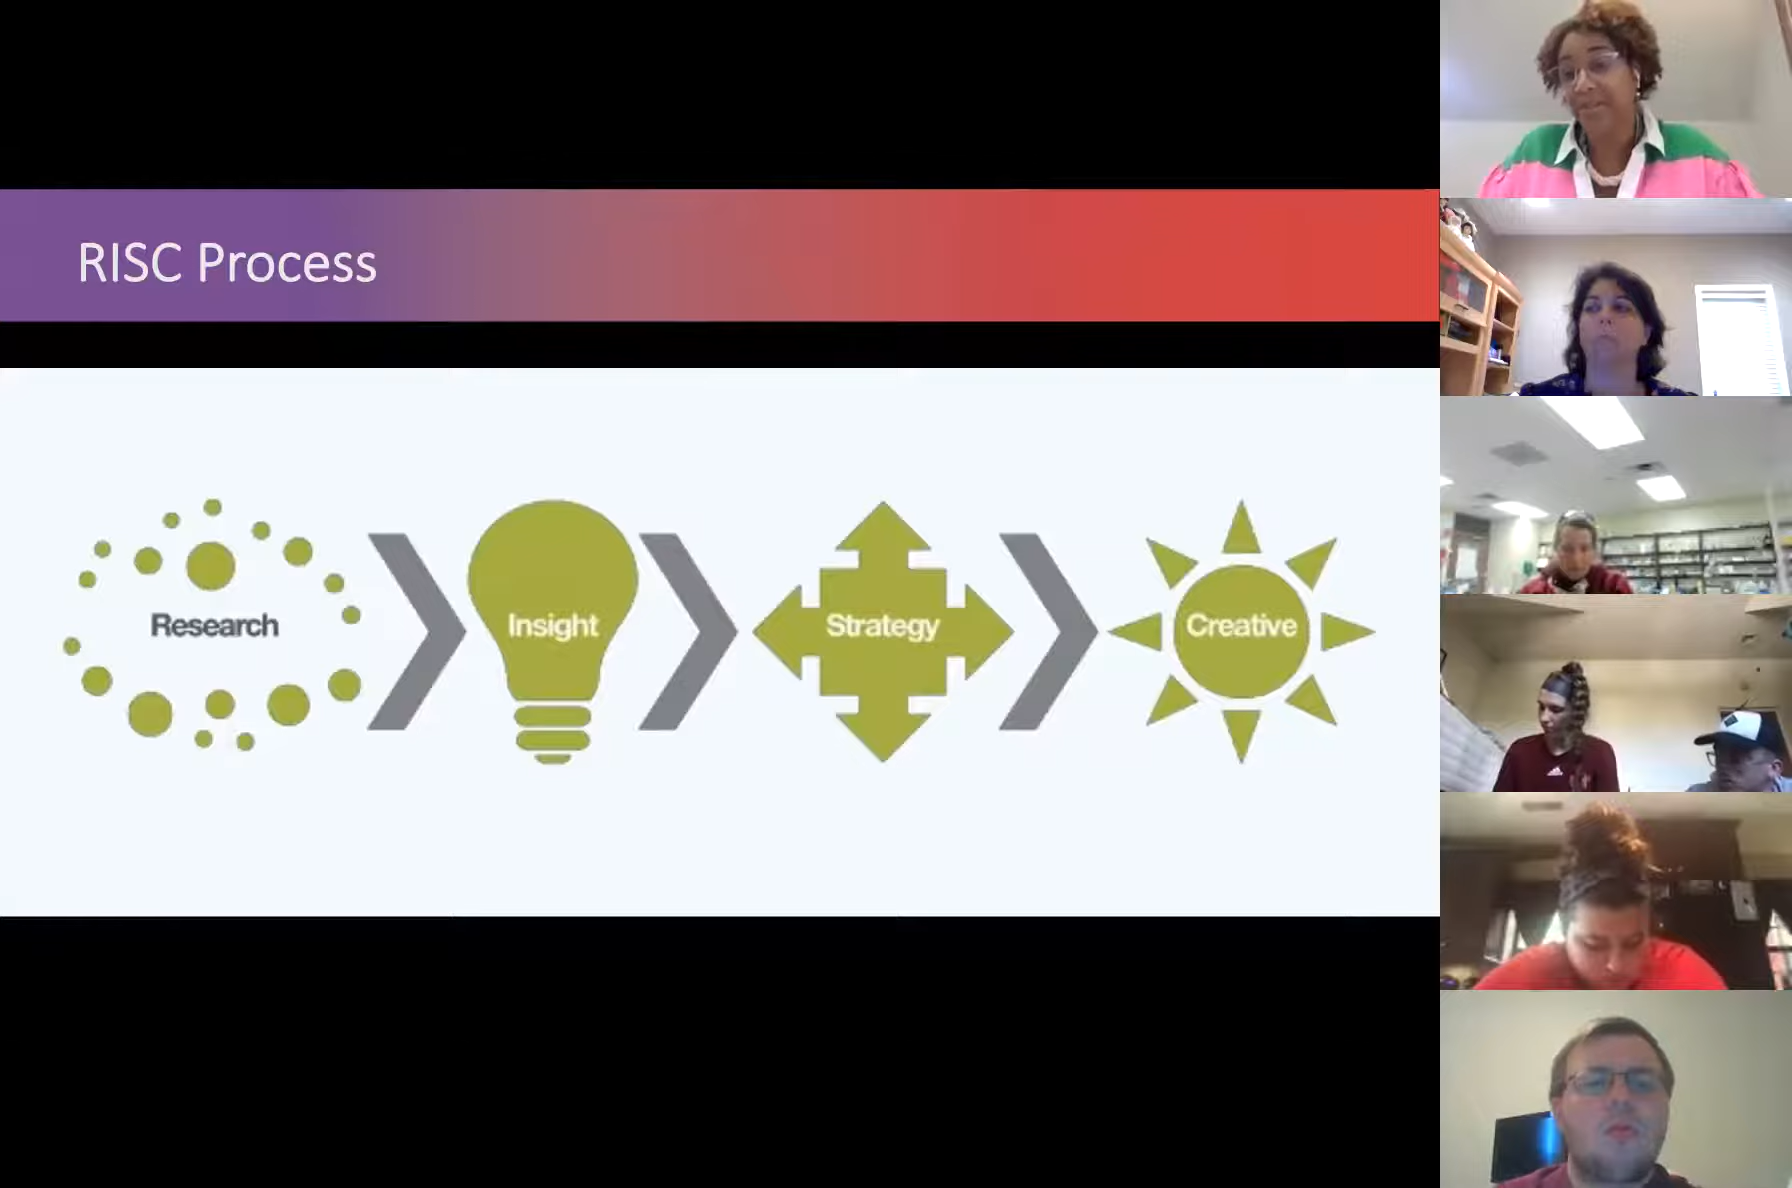 RISC Process
Research
Insight
Strategy
Creative